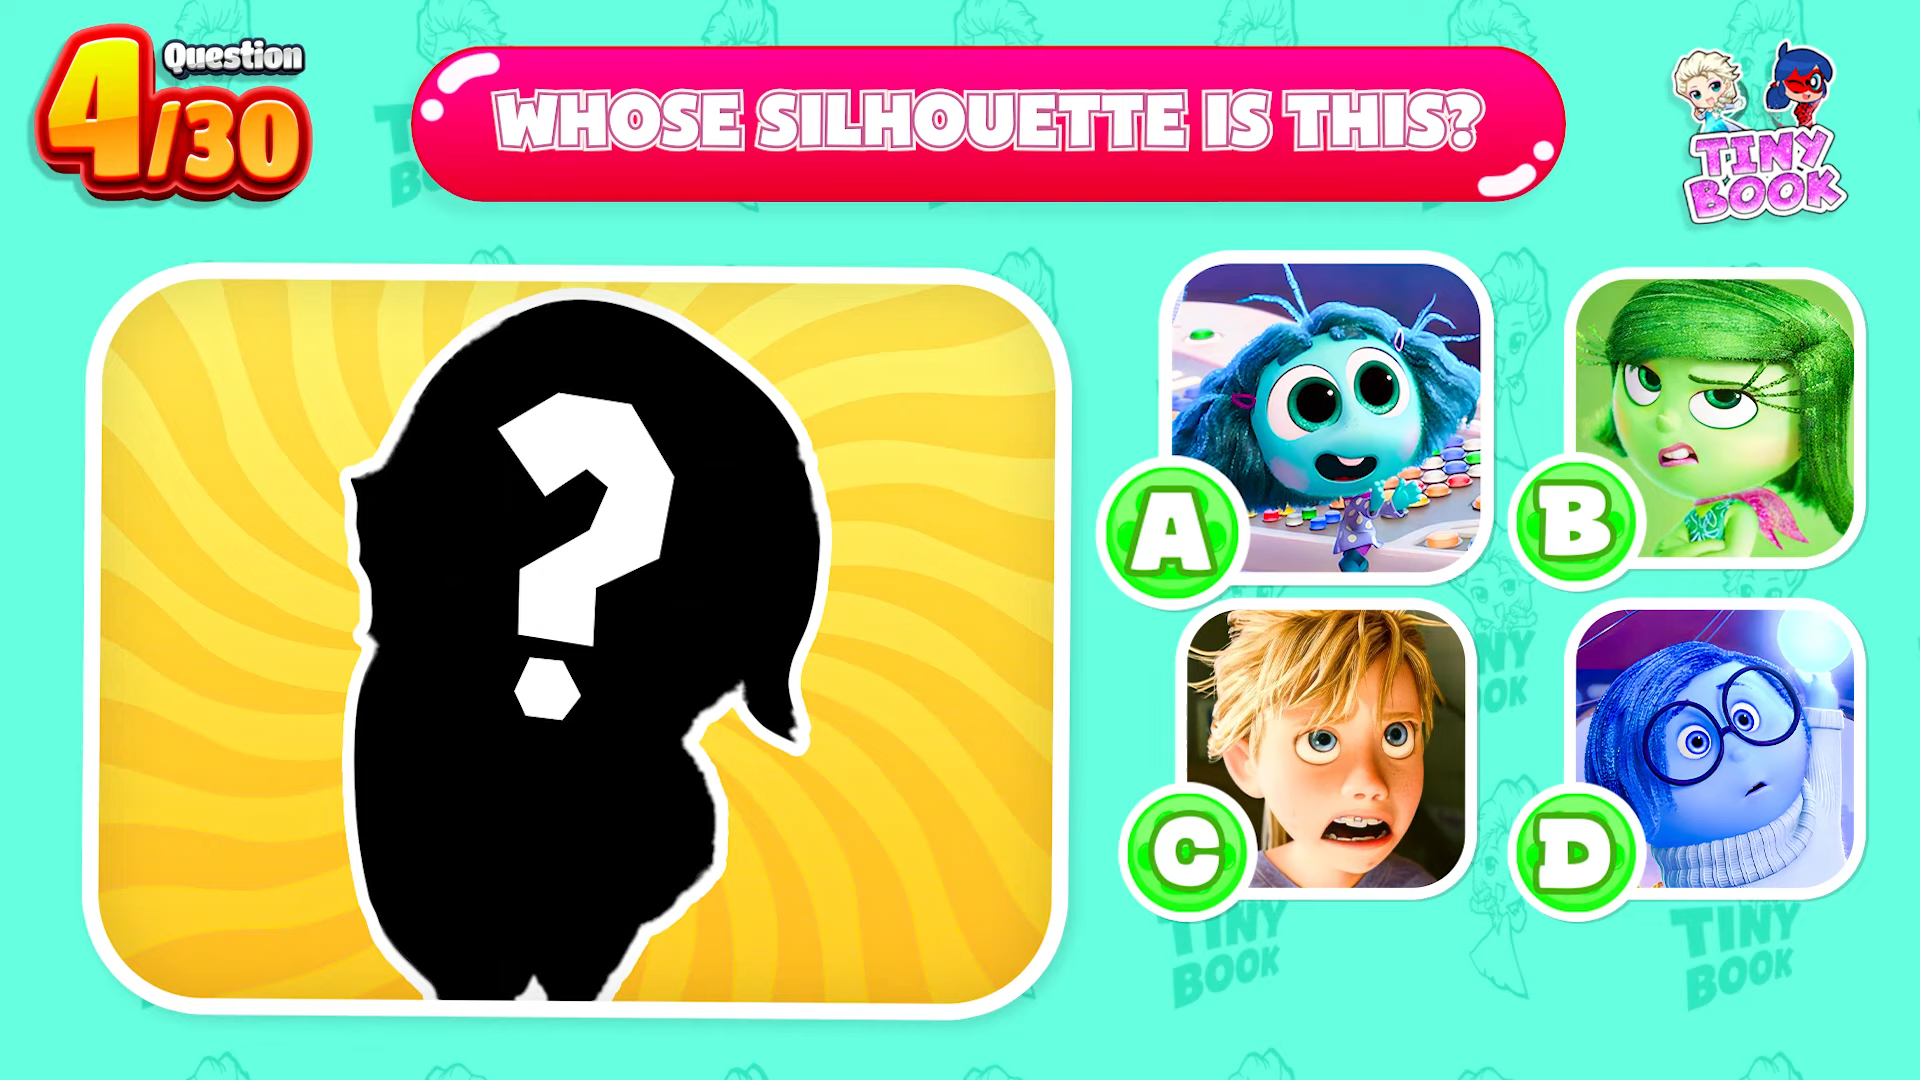 4/30
Question
WHOSE SILHOUETTE IS THIS?
TINY
BOOK
?
A
B
C
D
TINY
BOOK
TINY
BOOK